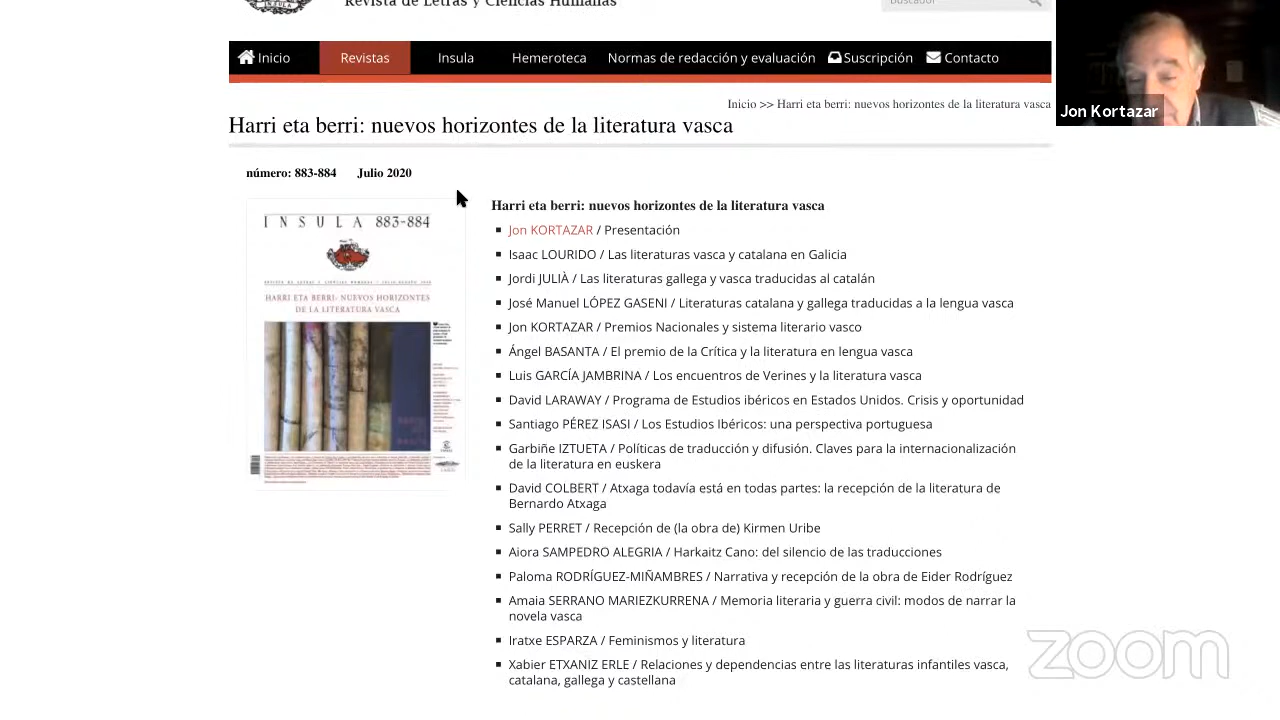 Revista de Letras y Ciencias Humanas
Buscador
Inicio
Revistas
Insula
Hemeroteca
Normas de redacción y evaluación
Suscripción
Contacto
Jon Kortazar
Inicio >> Harri eta berri: nuevos horizontes de la literatura vasca
Harri eta berri: nuevos horizontes de la literatura vasca
número: 883-884 Julio 2020
INSULA 883-884
REVISTA DE LETRAS Y CIENCIAS HUMANAS
HARRI ETA BERRI: NUEVOS HORIZONTES
DE LA LITERATURA VASCA
Harri eta berri: nuevos horizontes de la literatura vasca
Jon KORTAZAR / Presentación
Isaac LOURIDO / Las literaturas vasca y catalana en Galicia
Jordi JULIÀ / Las literaturas gallega y vasca traducidas al catalán
José Manuel LÓPEZ GASENI / Literaturas catalana y gallega traducidas a la lengua vasca
Jon KORTAZAR / Premios Nacionales y sistema literario vasco
Ángel BASANTA / El premio de la Crítica y la literatura en lengua vasca
Luis GARCÍA JAMBRINA / Los encuentros de Verines y la literatura vasca
David LARAWAY / Programa de Estudios ibéricos en Estados Unidos. Crisis y oportunidad
Santiago PÉREZ ISASI / Los Estudios Ibéricos: una perspectiva portuguesa
Garbiñe IZTUETA / Políticas de traducción y difusión. Claves para la internacionalización
de la literatura en euskera
David COLBERT / Atxaga todavía está en todas partes: la recepción de la literatura de
Bernardo Atxaga
Sally PERRET / Recepción de (la obra de) Kirmen Uribe
Aiora SAMPEDRO ALEGRIA / Harkaitz Cano: del silencio de las traducciones
Paloma RODRÍGUEZ-MIÑAMBRES / Narrativa y recepción de la obra de Eider Rodríguez
Amaia SERRANO MARIEZKURRENA / Memoria literaria y guerra civil: modos de narrar la
novela vasca
Iratxe ESPARZA / Feminismos y literatura
Xabier ETXANIZ ERLE / Relaciones y dependencias entre las literaturas infantiles vasca,
catalana, gallega y castellana
zoom